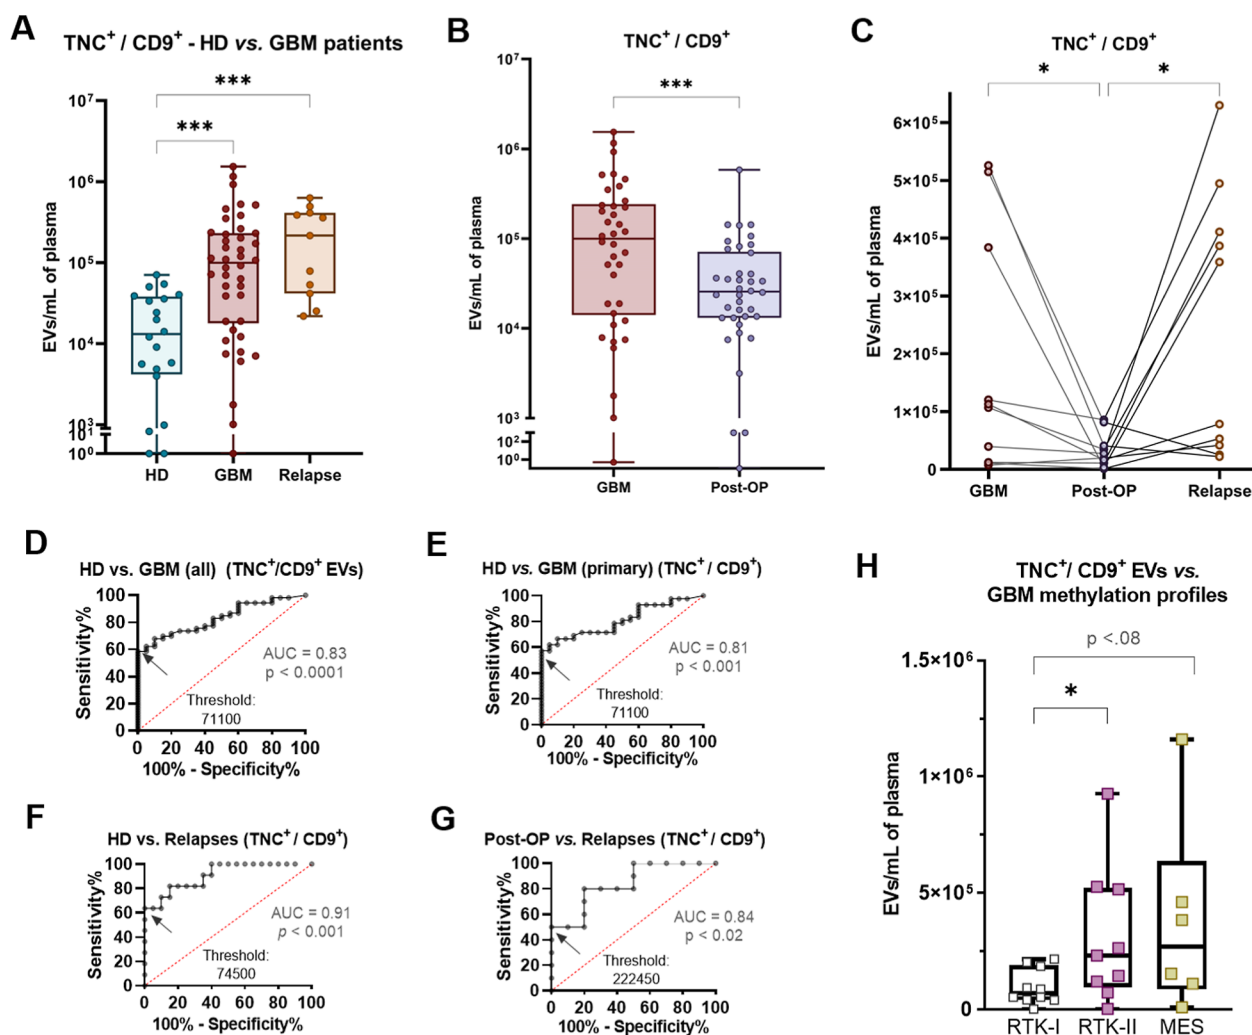 A
TNC⁺ / CD9⁺ - HD vs. GBM patients
***
***
10⁷
10⁶
10⁵
10⁴
10³
10¹
10⁰
EVs/mL of plasma
HD GBM Relapse
B
TNC⁺ / CD9⁺
***
10⁷
10⁶
10⁵
10⁴
10³
10²
10⁰
EVs/mL of plasma
GBM Post-OP
C
TNC⁺ / CD9⁺
* *
6×10⁵
5×10⁵
4×10⁵
3×10⁵
2×10⁵
1×10⁵
0
EVs/mL of plasma
GBM Post-OP Relapse
D
HD vs. GBM (all) (TNC⁺/CD9⁺ EVs)
100
80
60
40
20
0
Sensitivity%
AUC = 0.83
p < 0.0001
Threshold:
71100
0 20 40 60 80 100
100% - Specificity%
E
HD vs. GBM (primary) (TNC⁺ / CD9⁺)
100
80
60
40
20
0
Sensitivity%
AUC = 0.81
p < 0.001
Threshold:
71100
0 20 40 60 80 100
100% - Specificity%
F
HD vs. Relapses (TNC⁺ / CD9⁺)
100
80
60
40
20
0
Sensitivity%
AUC = 0.91
p < 0.001
Threshold:
74500
0 20 40 60 80 100
100% - Specificity%
G
Post-OP vs. Relapses (TNC⁺ / CD9⁺)
100
80
60
40
20
0
Sensitivity%
AUC = 0.84
p < 0.02
Threshold:
222450
0 20 40 60 80 100
100% - Specificity%
H
TNC⁺/ CD9⁺ EVs vs.
GBM methylation profiles
p <.08
*
1.5×10⁶
1×10⁶
5×10⁵
0
EVs/mL of plasma
RTK-I RTK-II MES